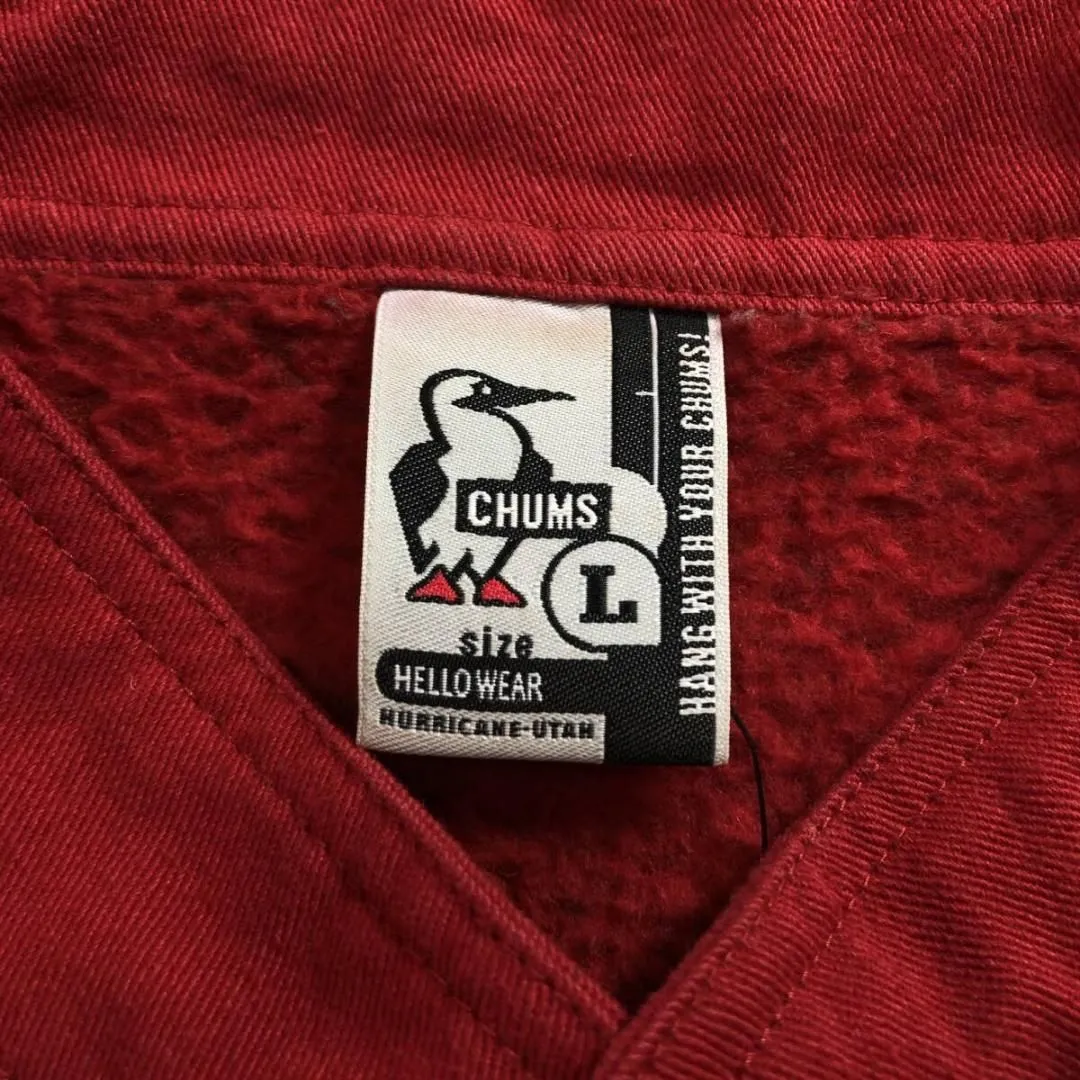 CHUMS
L
size
HELLO WEAR
HURRICANE-UTAH
HANG WITH YOUR CHUMS!